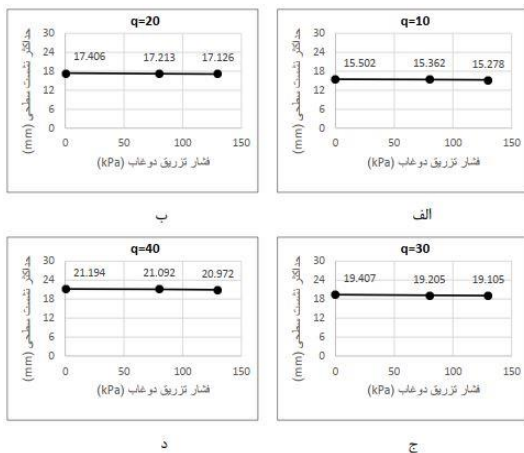 q=10
حداکثر نشست سطحی (mm)
30
24
18
12
6
0
15.502 15.362 15.278
0 50 100 150
فشار تزریق دوغاب (kPa)
الف
q=20
حداکثر نشست سطحی (mm)
30
24
18
12
6
0
17.406 17.213 17.126
0 50 100 150
فشار تزریق دوغاب (kPa)
ب
q=30
حداکثر نشست سطحی (mm)
30
24
18
12
6
0
19.407 19.205 19.105
0 50 100 150
فشار تزریق دوغاب (kPa)
ج
q=40
حداکثر نشست سطحی (mm)
30
24
18
12
6
0
21.194 21.092 20.972
0 50 100 150
فشار تزریق دوغاب (kPa)
د